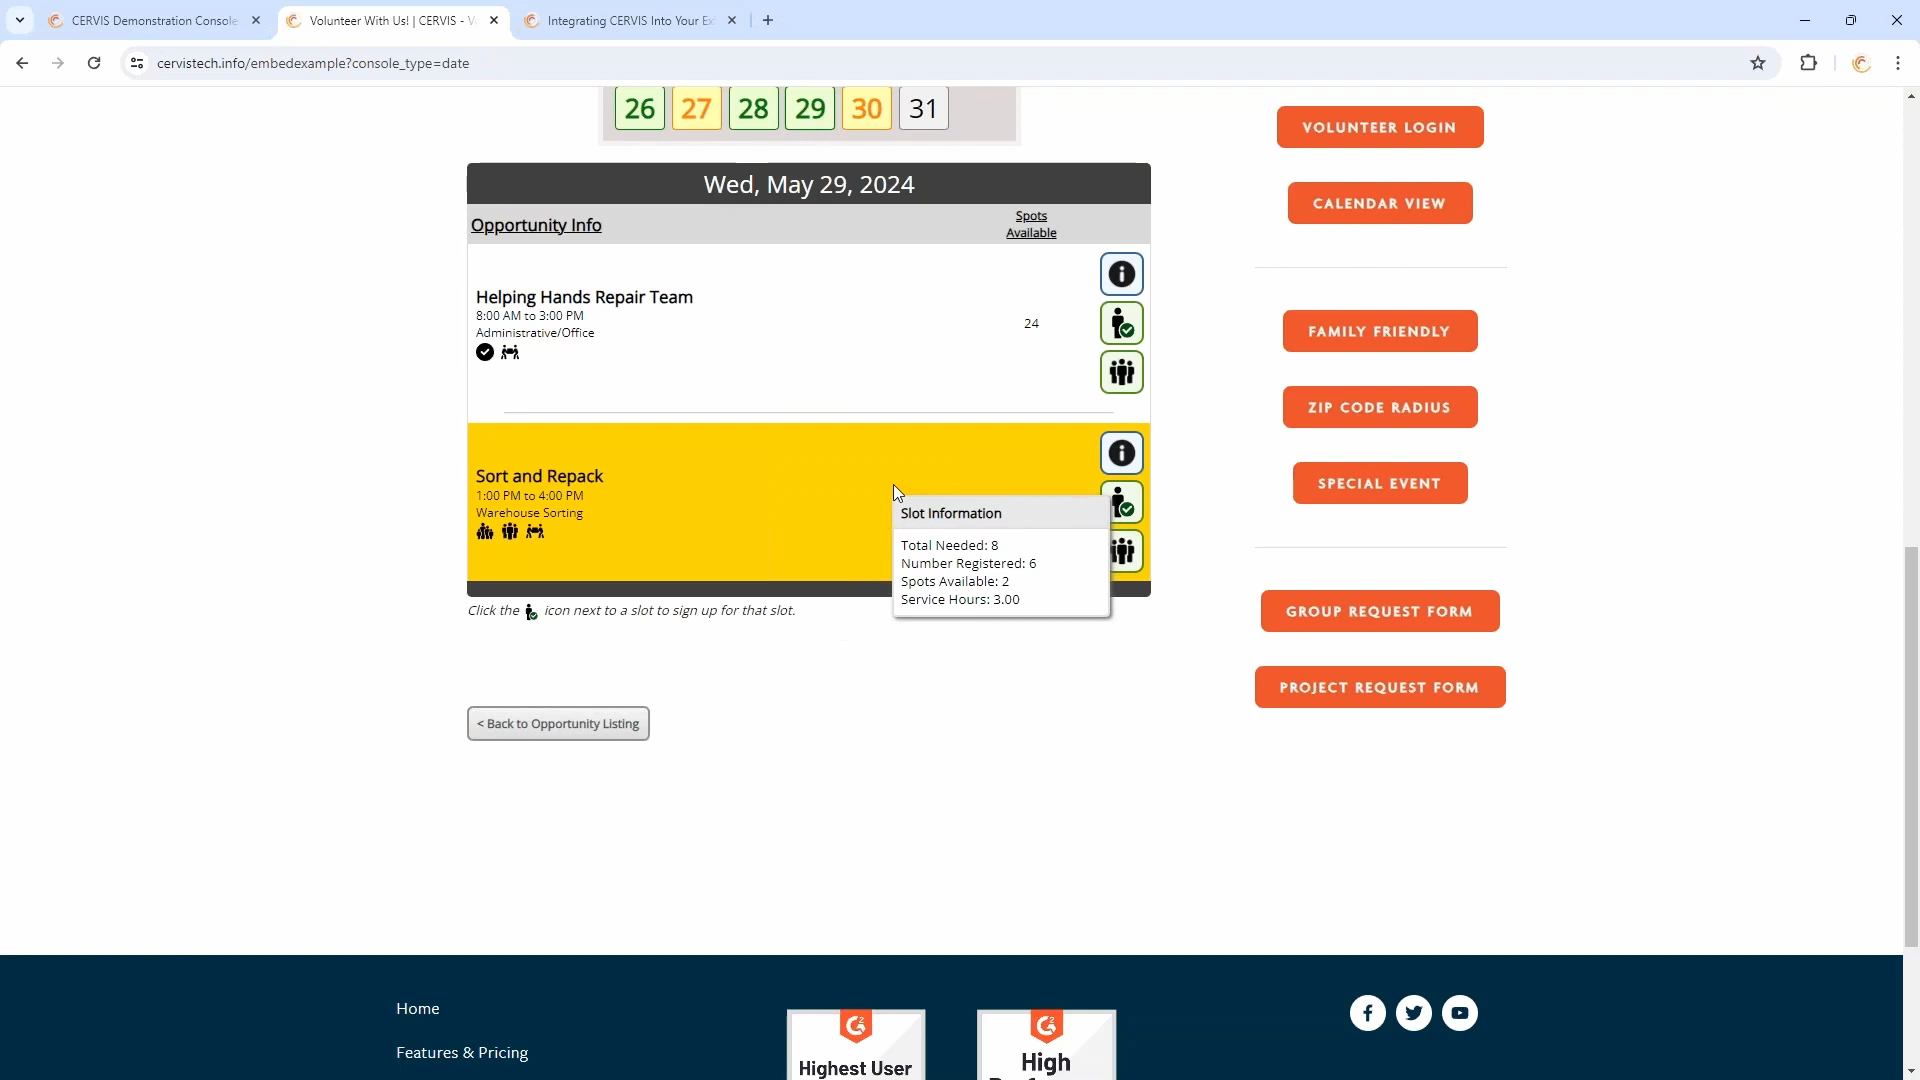 CERVIS Demonstration Console
Volunteer With Us! | CERVIS - V
Integrating CERVIS Into Your Ex
cervistech.info/embedexample?console_type=date
26 27 28 29 30 31
Wed, May 29, 2024
Opportunity Info
Spots
Available
Helping Hands Repair Team
8:00 AM to 3:00 PM
Administrative/Office
24
Sort and Repack
1:00 PM to 4:00 PM
Warehouse Sorting
Slot Information
Total Needed: 8
Number Registered: 6
Spots Available: 2
Service Hours: 3.00
Click the icon next to a slot to sign up for that slot.
< Back to Opportunity Listing
VOLUNTEER LOGIN
CALENDAR VIEW
FAMILY FRIENDLY
ZIP CODE RADIUS
SPECIAL EVENT
GROUP REQUEST FORM
PROJECT REQUEST FORM
Home
Features & Pricing
Highest User
High